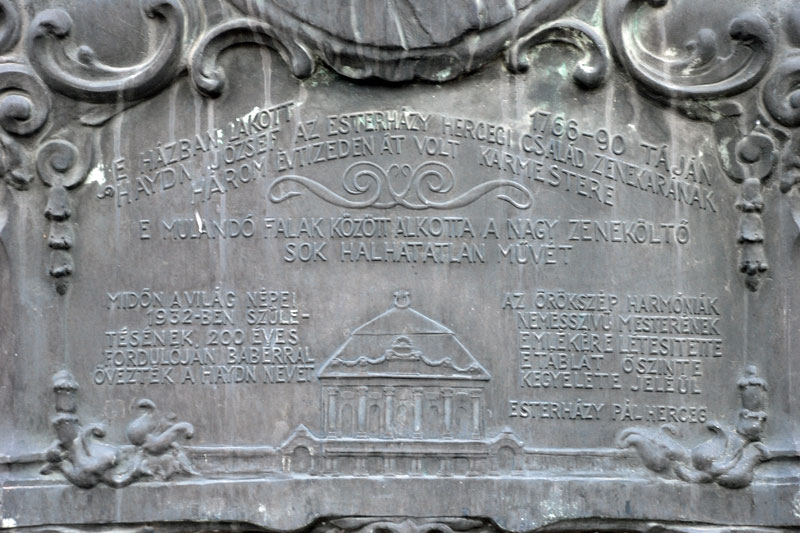 E HÁZBAN LAKOTT 1766-90 TÁJÁN
HAYDN JÓZSEF AZ ESTERHÁZY HERCEGI CSALÁD ZENEKARÁNAK
HÁROM ÉVTIZEDEN ÁT VOLT KARMESTERE
E MULANDÓ FALAK KÖZÖTT ALKOTTA A NAGY ZENEKÖLTŐ
SOK HALHATATLAN MŰVÉT
MIDŐN A VILÁG NÉPEI
1932-BEN SZÜLE-
TÉSÉNEK 200 ÉVES
FORDULÓJÁN BABÉRRAL
ÖVEZTÉK A HAYDN NEVET
AZ ÖRÖKSZÉP HARMÓNIÁK
NEMESSZIVŰ MESTERÉNEK
EMLÉKÉRE LÉTESITETTE
E TÁBLÁT ŐSZINTE
KEGYELETE JELÉÜL
ESTERHÁZY PÁL HERCEG